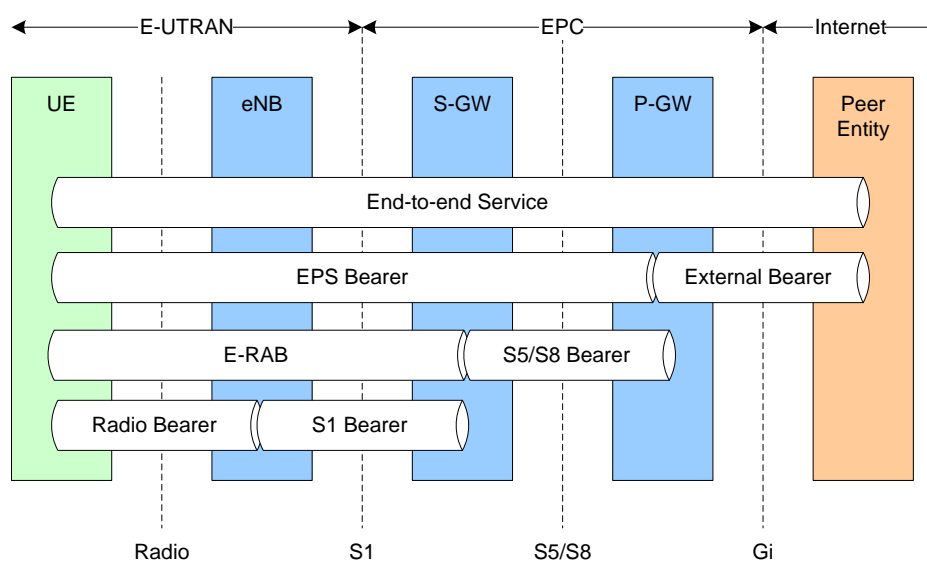 E-UTRAN EPC Internet
UE eNB S-GW P-GW Peer
Entity
End-to-end Service
EPS Bearer External Bearer
E-RAB S5/S8 Bearer
Radio Bearer S1 Bearer
Radio S1 S5/S8 Gi